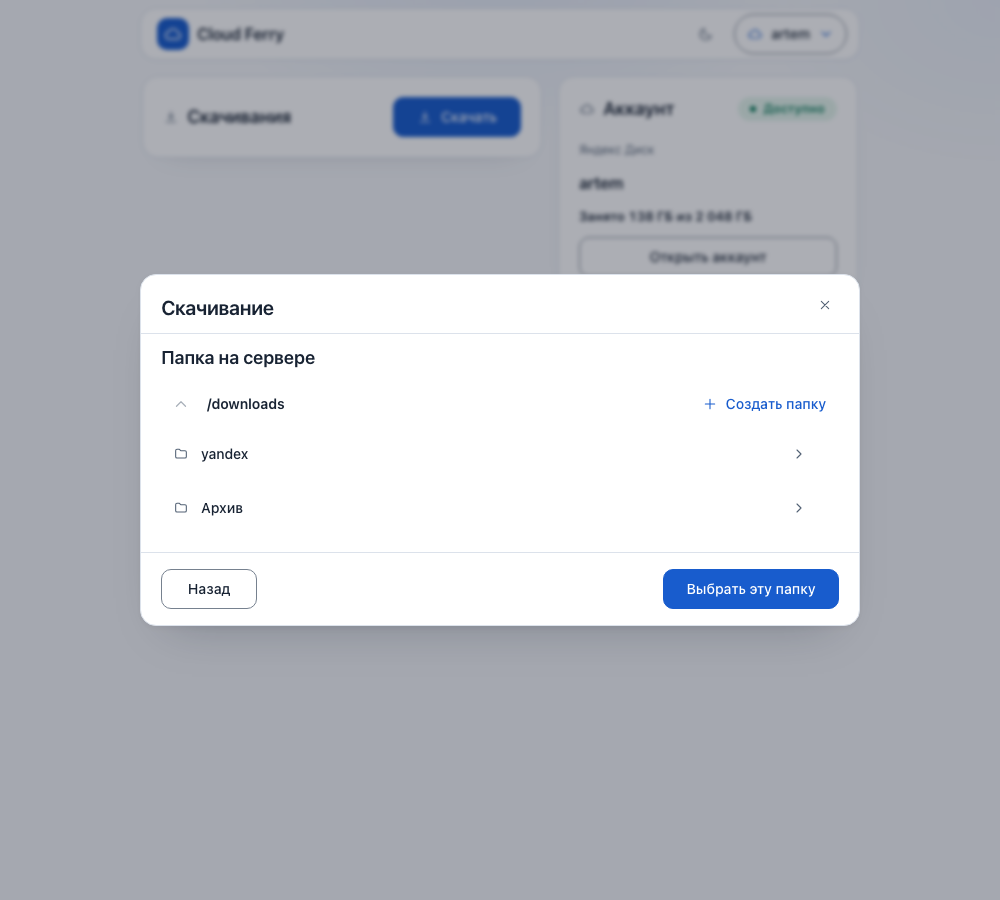 Cloud Ferry
artem
Скачивания
Скачать
Аккаунт
Доступно
Яндекс Диск
artem
Занято 138 ГБ из 2 048 ГБ
Открыть аккаунт
Скачивание
Папка на сервере
/downloads
Создать папку
yandex
Архив
Назад
Выбрать эту папку